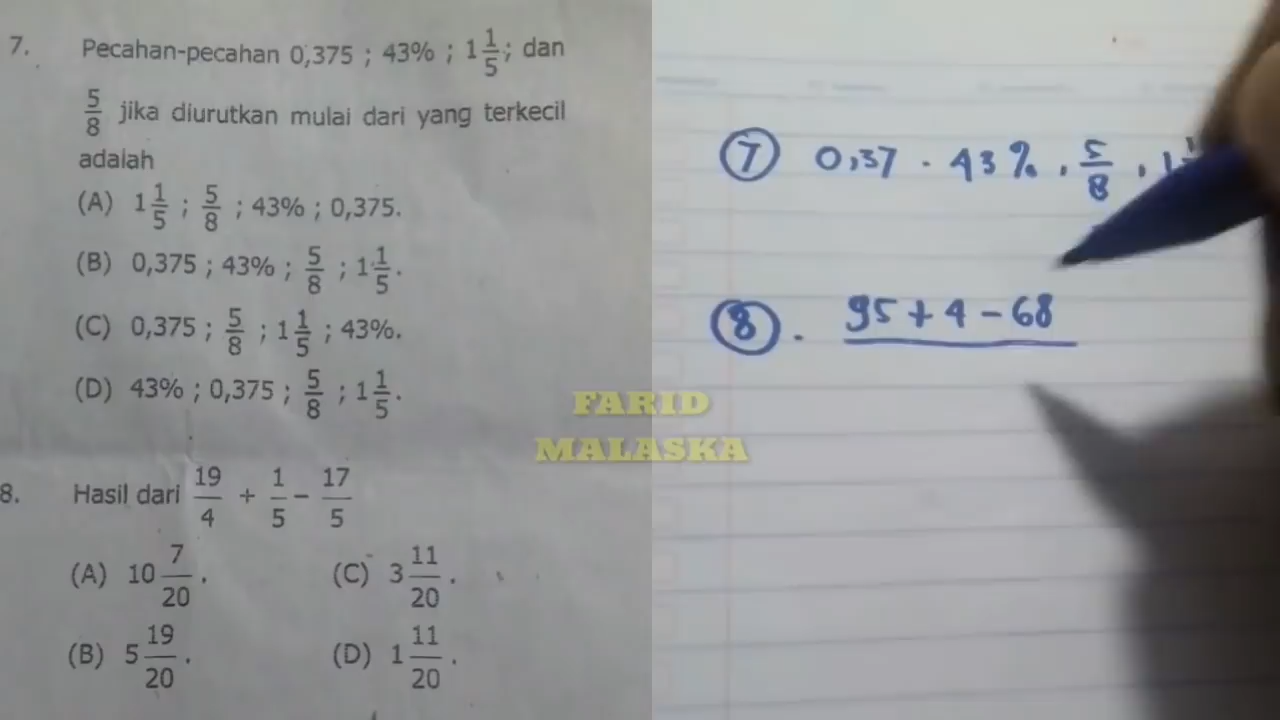 7. Pecahan-pecahan 0,375 ; 43% ; 1 1/5; dan
5/8 jika diurutkan mulai dari yang terkecil
adalah
(A) 1 1/5 ; 5/8 ; 43% ; 0,375.
(B) 0,375 ; 43% ; 5/8 ; 1 1/5.
(C) 0,375 ; 5/8 ; 1 1/5 ; 43%.
(D) 43% ; 0,375 ; 5/8 ; 1 1/5.
8. Hasil dari 19/4 + 1/5 − 17/5
(A) 10 7/20. (C) 3 11/20.
(B) 5 19/20. (D) 1 11/20.
FARID
MALASKA
7 0,37 . 43% . 5/8 . 1
8. 95 + 4 − 68